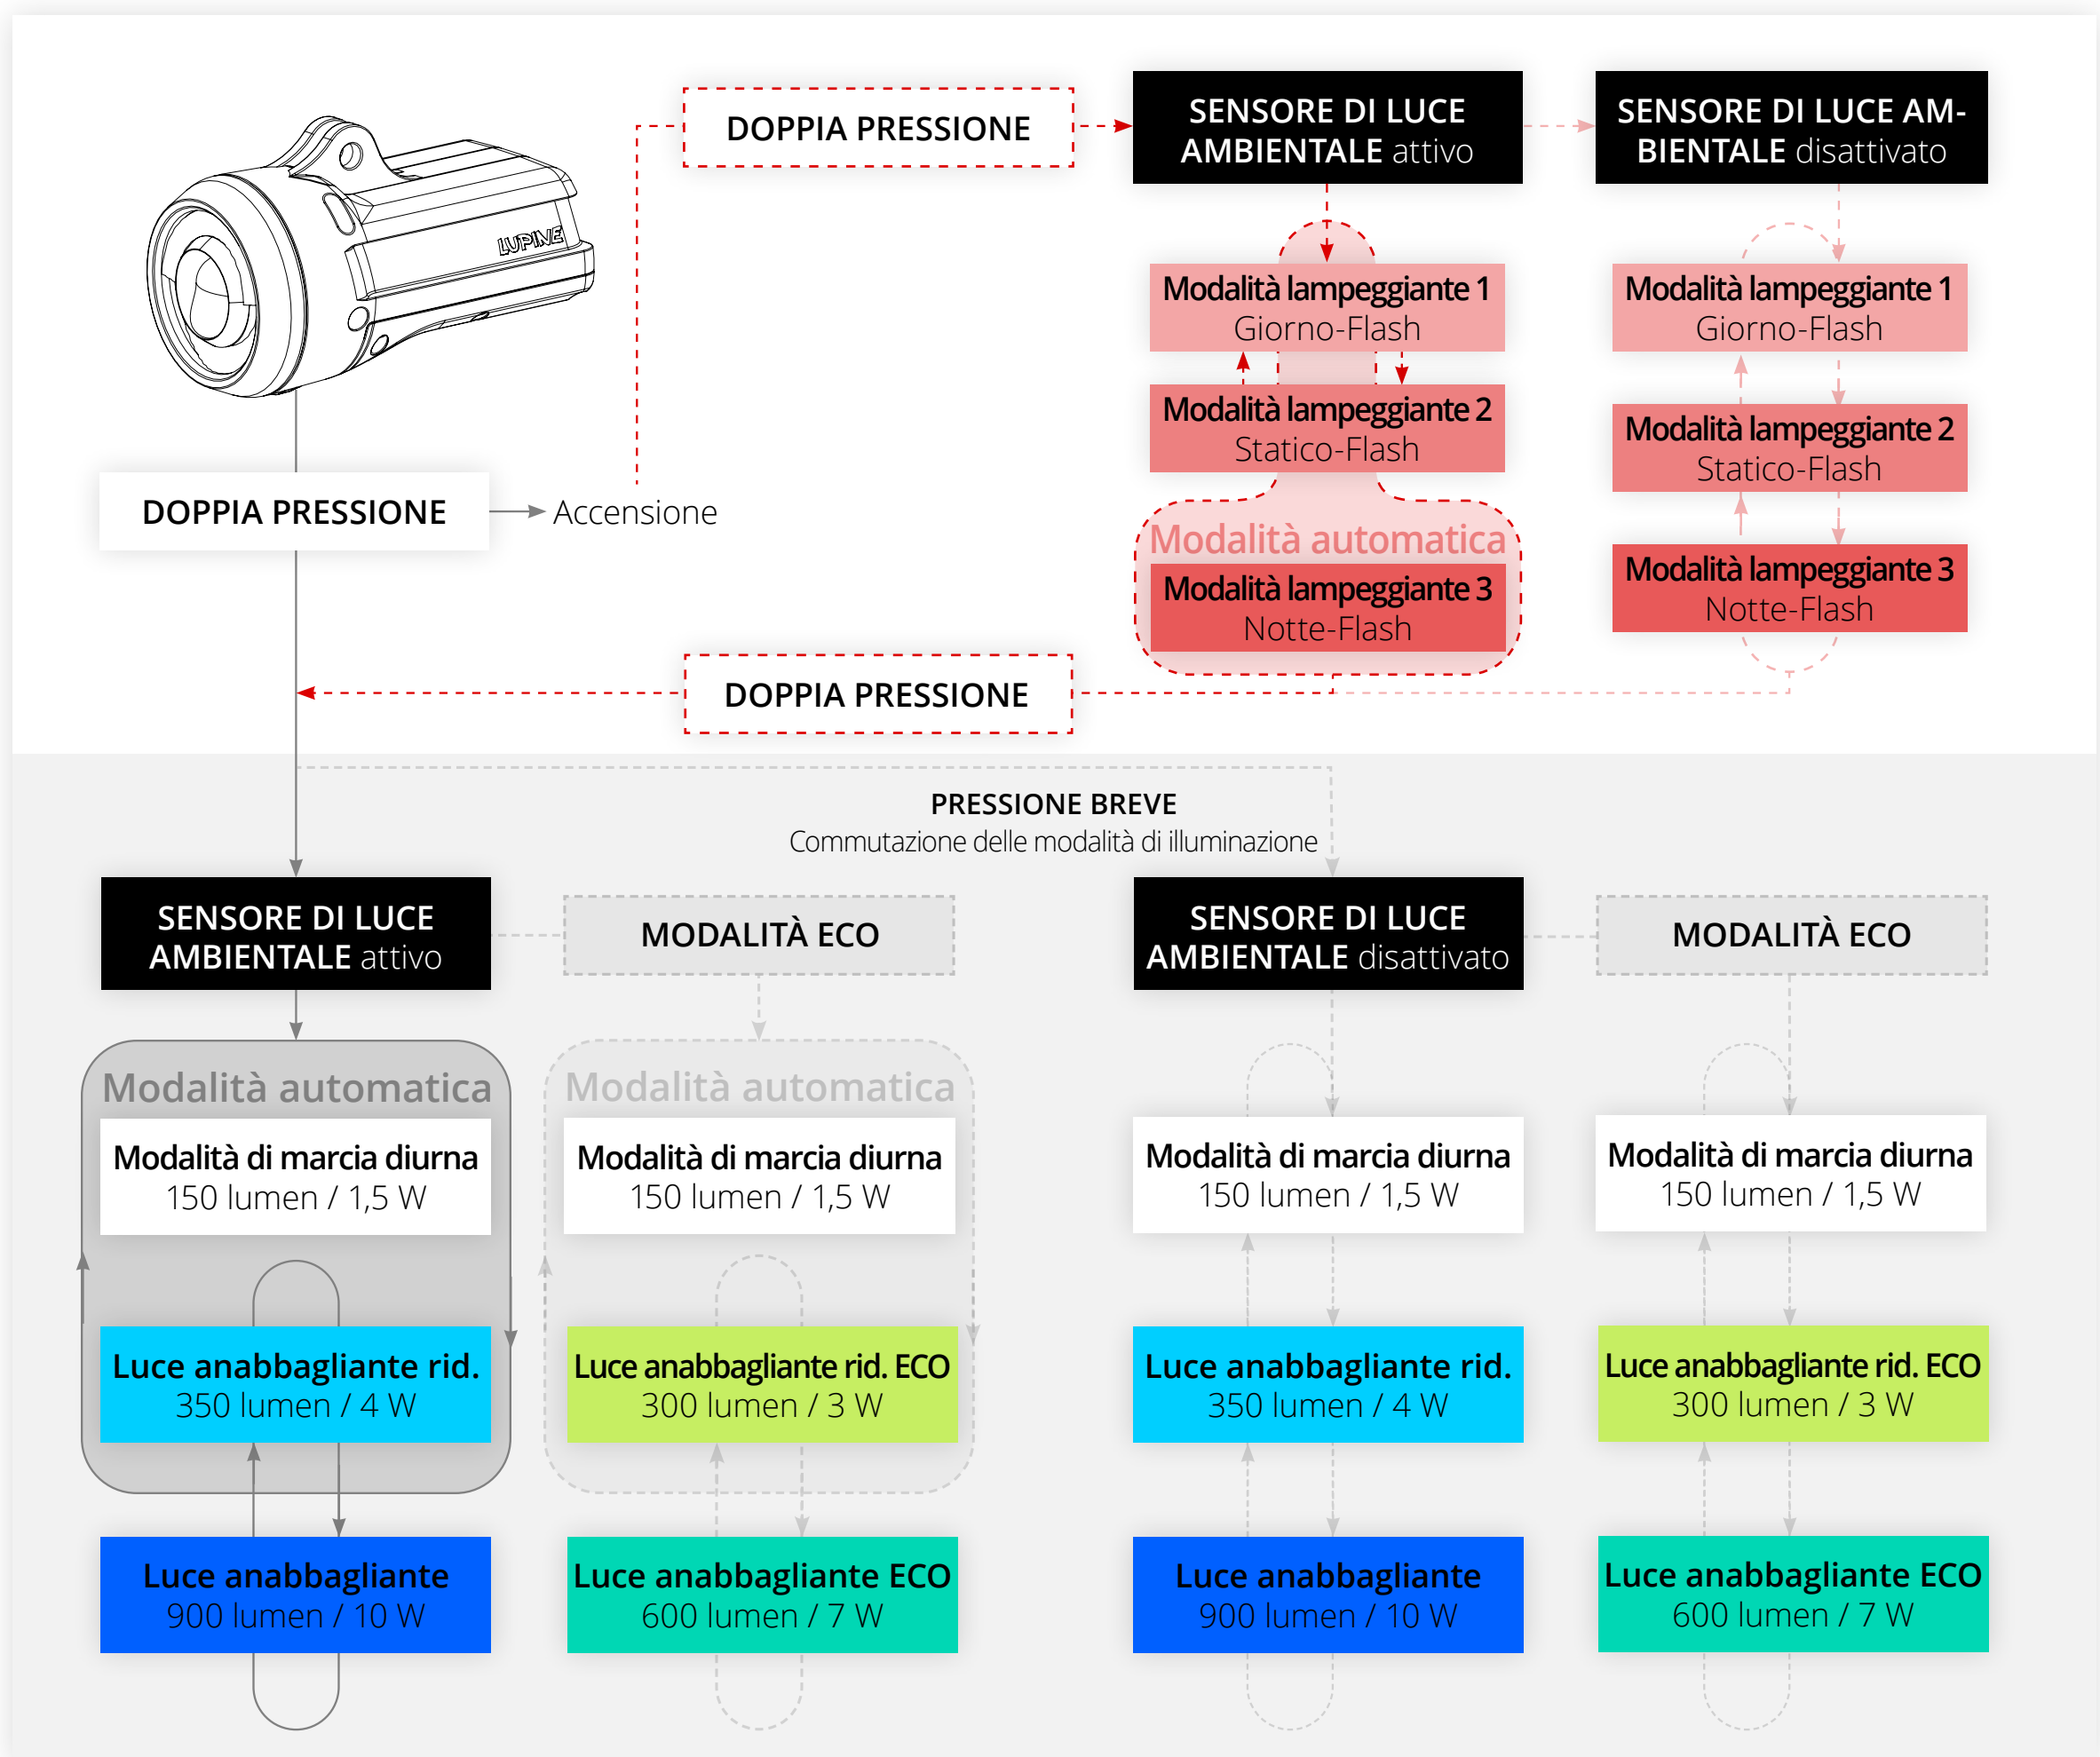 DOPPIA PRESSIONE
SENSORE DI LUCE
AMBIENTALE attivo
SENSORE DI LUCE AM-
BIENTALE disattivato
LUPINE
Modalità lampeggiante 1
Giorno-Flash
Modalità lampeggiante 2
Statico-Flash
Modalità automatica
Modalità lampeggiante 3
Notte-Flash
Modalità lampeggiante 1
Giorno-Flash
Modalità lampeggiante 2
Statico-Flash
Modalità lampeggiante 3
Notte-Flash
DOPPIA PRESSIONE
Accensione
DOPPIA PRESSIONE
PRESSIONE BREVE
Commutazione delle modalità di illuminazione
SENSORE DI LUCE
AMBIENTALE attivo
MODALITÀ ECO
SENSORE DI LUCE
AMBIENTALE disattivato
MODALITÀ ECO
Modalità automatica
Modalità di marcia diurna
150 lumen / 1,5 W
Luce anabbagliante rid.
350 lumen / 4 W
Luce anabbagliante
900 lumen / 10 W
Modalità automatica
Modalità di marcia diurna
150 lumen / 1,5 W
Luce anabbagliante rid. ECO
300 lumen / 3 W
Luce anabbagliante ECO
600 lumen / 7 W
Modalità di marcia diurna
150 lumen / 1,5 W
Luce anabbagliante rid.
350 lumen / 4 W
Luce anabbagliante
900 lumen / 10 W
Modalità di marcia diurna
150 lumen / 1,5 W
Luce anabbagliante rid. ECO
300 lumen / 3 W
Luce anabbagliante ECO
600 lumen / 7 W